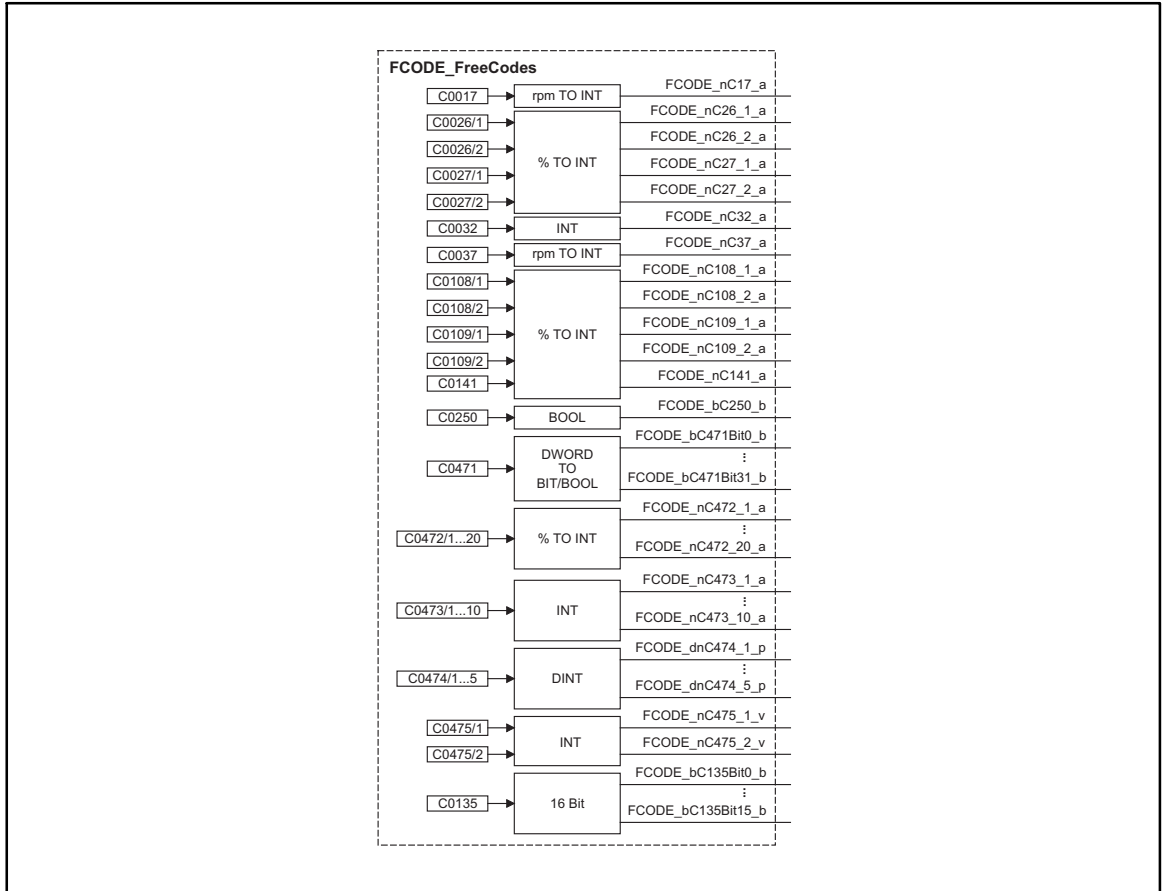 FCODE_FreeCodes
C0017 rpm TO INT FCODE_nC17_a
C0026/1 FCODE_nC26_1_a
C0026/2 FCODE_nC26_2_a
% TO INT
C0027/1 FCODE_nC27_1_a
C0027/2 FCODE_nC27_2_a
C0032 INT FCODE_nC32_a
C0037 rpm TO INT FCODE_nC37_a
C0108/1 FCODE_nC108_1_a
C0108/2 FCODE_nC108_2_a
C0109/1 % TO INT FCODE_nC109_1_a
C0109/2 FCODE_nC109_2_a
C0141 FCODE_nC141_a
C0250 BOOL FCODE_bC250_b
FCODE_bC471Bit0_b
C0471 DWORD
TO
BIT/BOOL
FCODE_bC471Bit31_b
FCODE_nC472_1_a
C0472/1...20 % TO INT
FCODE_nC472_20_a
FCODE_nC473_1_a
C0473/1...10 INT
FCODE_nC473_10_a
FCODE_dnC474_1_p
C0474/1...5 DINT
FCODE_dnC474_5_p
C0475/1 FCODE_nC475_1_v
INT
C0475/2 FCODE_nC475_2_v
FCODE_bC135Bit0_b
C0135 16 Bit
FCODE_bC135Bit15_b